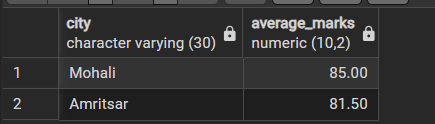 city average_marks
character varying (30) numeric (10,2)
1 Mohali 85.00
2 Amritsar 81.50